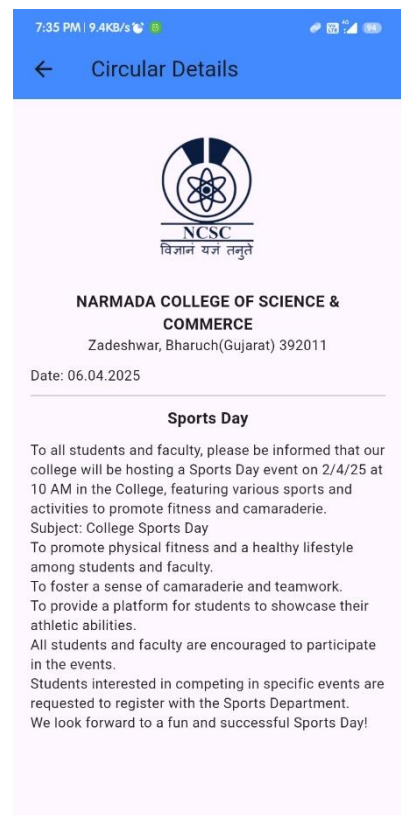 7:35 PM | 9.4KB/s
4G
94
Circular Details
NCSC
विज्ञानं यज्ञं तनुते
NARMADA COLLEGE OF SCIENCE &
COMMERCE
Zadeshwar, Bharuch(Gujarat) 392011
Date: 06.04.2025
Sports Day
To all students and faculty, please be informed that our
college will be hosting a Sports Day event on 2/4/25 at
10 AM in the College, featuring various sports and
activities to promote fitness and camaraderie.
Subject: College Sports Day
To promote physical fitness and a healthy lifestyle
among students and faculty.
To foster a sense of camaraderie and teamwork.
To provide a platform for students to showcase their
athletic abilities.
All students and faculty are encouraged to participate
in the events.
Students interested in competing in specific events are
requested to register with the Sports Department.
We look forward to a fun and successful Sports Day!